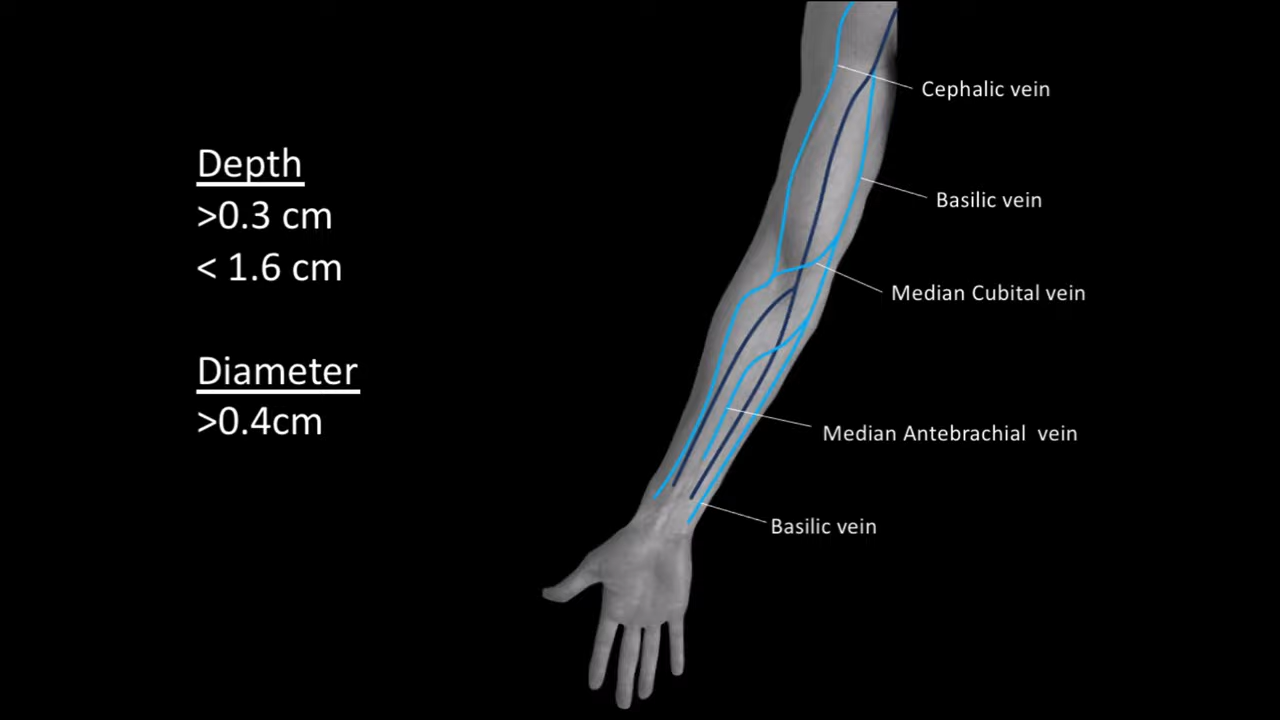 Depth
>0.3 cm
< 1.6 cm
Diameter
>0.4cm
Cephalic vein
Basilic vein
Median Cubital vein
Median Antebrachial  vein
Basilic vein